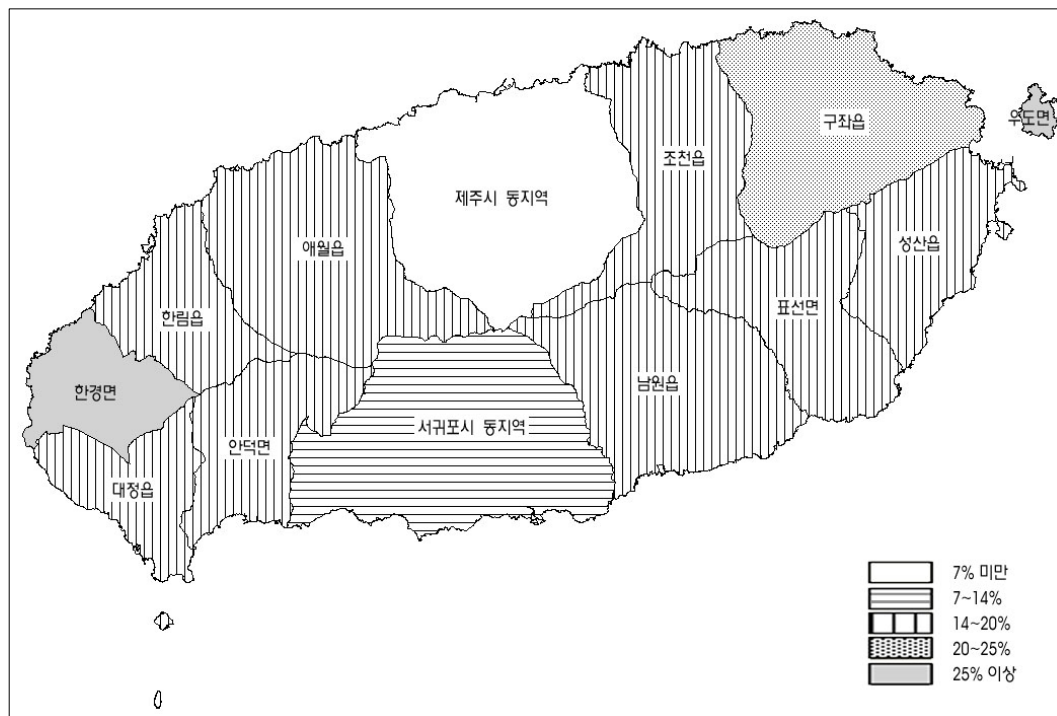 구좌읍
우도면
조천읍
제주시 동지역
애월읍
성산읍
표선면
한림읍
남원읍
한경면
서귀포시 동지역
안덕면
대정읍
7% 미만
7~14%
14~20%
20~25%
25% 이상